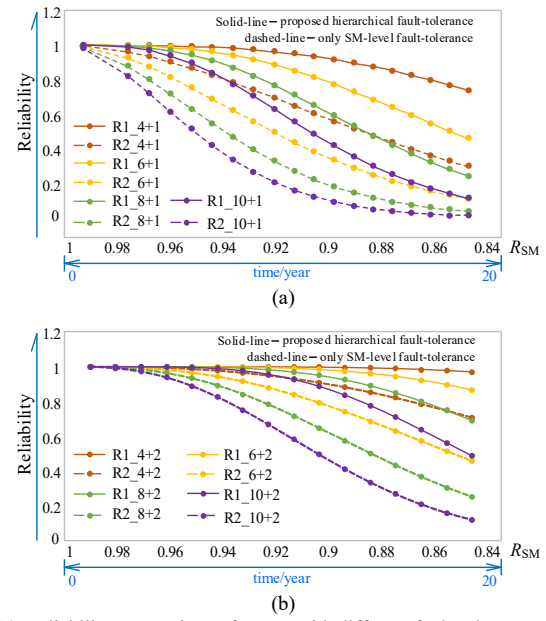 Solid-line－proposed hierarchical fault-tolerance
dashed-line－only SM-level fault-tolerance
Reliability
1.2
1
0.8
0.6
0.4
0.2
0
R1_4+1
R2_4+1
R1_6+1
R2_6+1
R1_8+1
R2_8+1
R1_10+1
R2_10+1
1 0.98 0.96 0.94 0.92 0.9 0.88 0.86 0.84 RSM
0 time/year 20
(a)
Solid-line－proposed hierarchical fault-tolerance
dashed-line－only SM-level fault-tolerance
Reliability
1.2
1
0.8
0.6
0.4
0.2
0
R1_4+2
R2_4+2
R1_8+2
R2_8+2
R1_6+2
R2_6+2
R1_10+2
R2_10+2
1 0.98 0.96 0.94 0.92 0.9 0.88 0.86 0.84 RSM
0 time/year 20
(b)